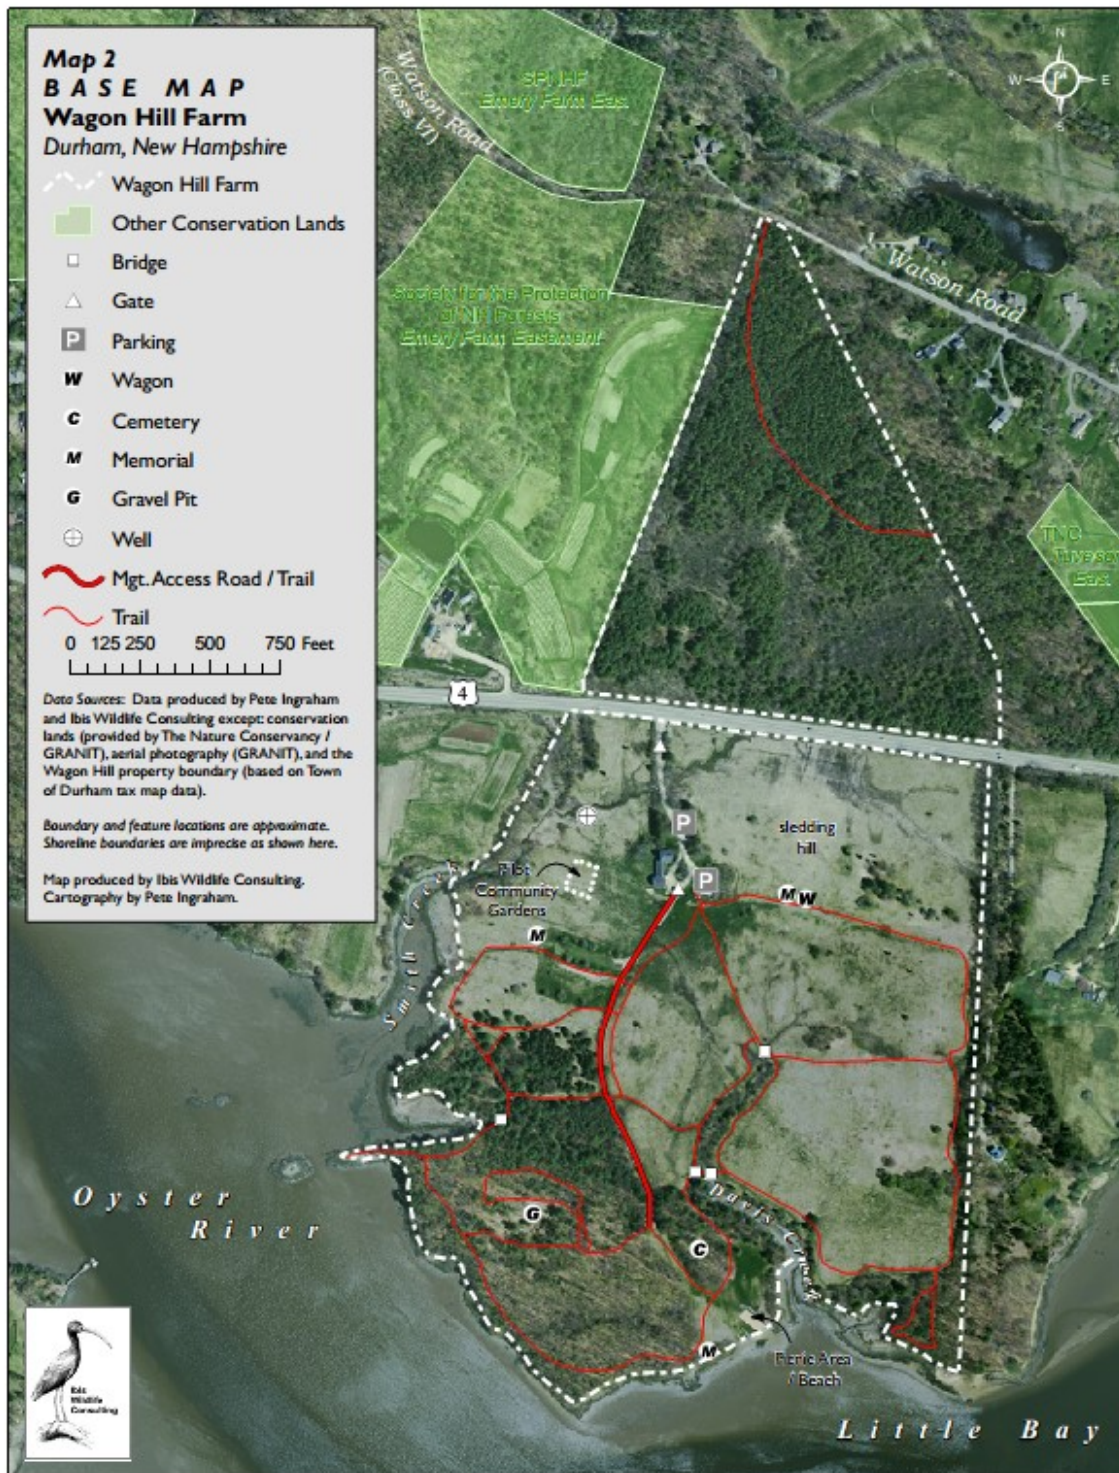 Map 2
BASE MAP
Wagon Hill Farm
Durham, New Hampshire
Wagon Hill Farm
Other Conservation Lands
Bridge
Gate
P Parking
W Wagon
C Cemetery
M Memorial
G Gravel Pit
Well
Mgt. Access Road / Trail
Trail
0 125 250 500 750 Feet
Data Sources: Data produced by Pete Ingraham
and Ibis Wildlife Consulting except: conservation
lands (provided by The Nature Conservancy /
GRANIT), aerial photography (GRANIT), and the
Wagon Hill property boundary (based on Town
of Durham tax map data).
Boundary and feature locations are approximate.
Shoreline boundaries are imprecise as shown here.
Map produced by Ibis Wildlife Consulting.
Cartography by Pete Ingraham.
N
W E
S
Watson Road
(Class VI)
Emery Farm East
Watson Road
Society for the Protection
of NH Forests
Emery Farm Easement
TNC
East
4
P
sledding
hill
Pilot
Community
Gardens
P
M W
M
Smith Creek
Oyster
River
G
Davis Creek
C
M
Picnic Area
/ Beach
Little Bay
Ibis
Wildlife
Consulting